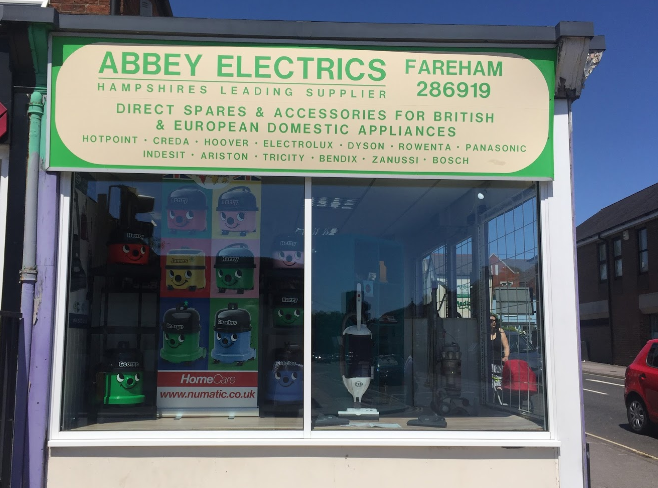 ABBEY ELECTRICS
HAMPSHIRES LEADING SUPPLIER
FAREHAM
286919
DIRECT SPARES & ACCESSORIES FOR BRITISH
& EUROPEAN DOMESTIC APPLIANCES
HOTPOINT · CREDA · HOOVER · ELECTROLUX · DYSON · ROWENTA · PANASONIC
INDESIT · ARISTON · TRICITY · BENDIX · ZANUSSI · BOSCH
HomeCare
www.numatic.co.uk